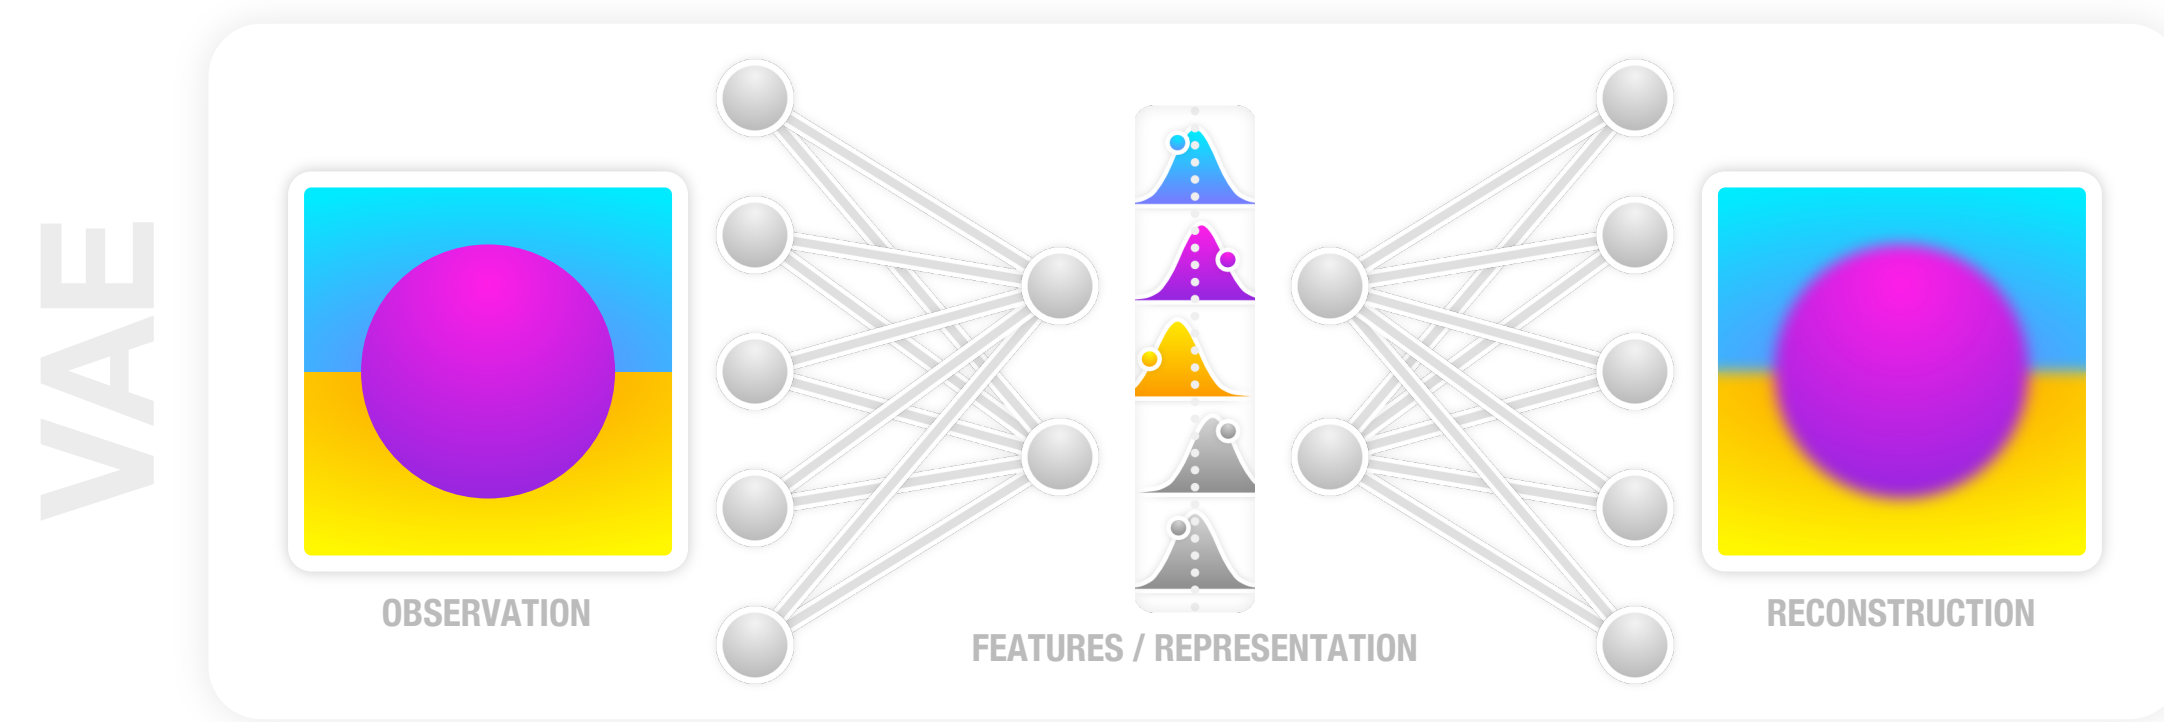 VAE
OBSERVATION
FEATURES / REPRESENTATION
RECONSTRUCTION